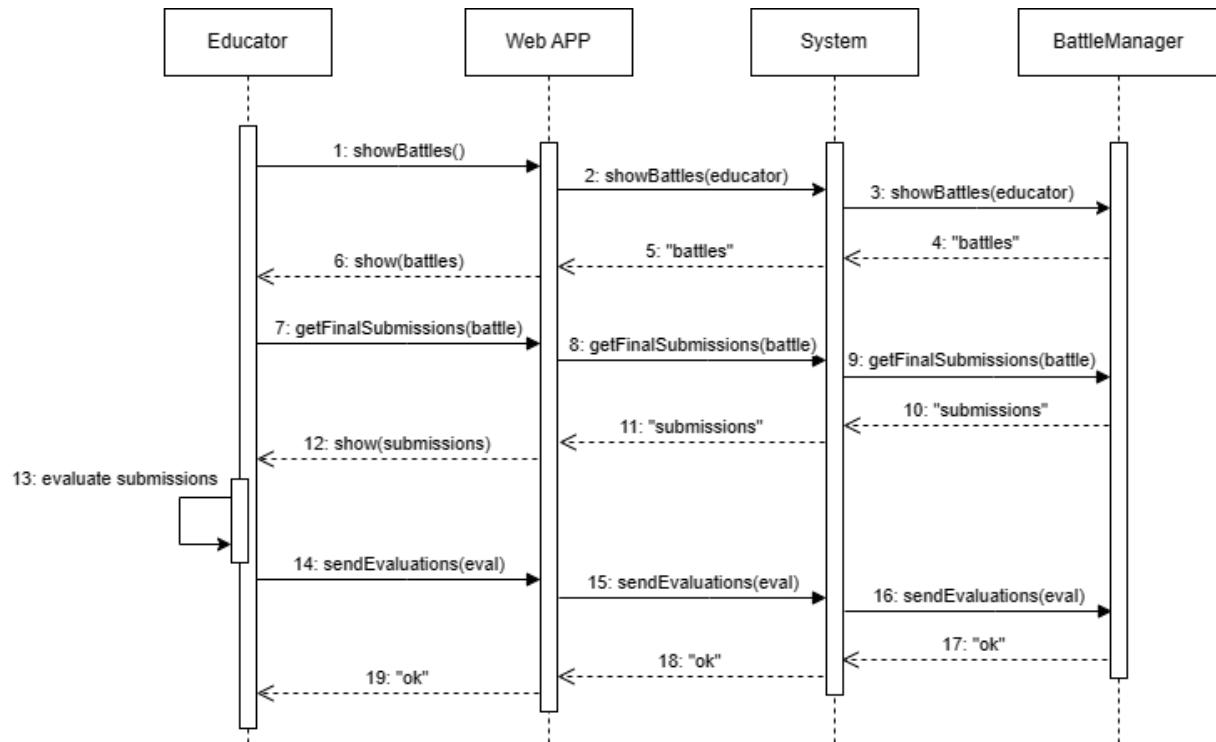 Educator
Web APP
System
BattleManager
1: showBattles()
2: showBattles(educator)
3: showBattles(educator)
4: "battles"
5: "battles"
6: show(battles)
7: getFinalSubmissions(battle)
8: getFinalSubmissions(battle)
9: getFinalSubmissions(battle)
10: "submissions"
11: "submissions"
12: show(submissions)
13: evaluate submissions
14: sendEvaluations(eval)
15: sendEvaluations(eval)
16: sendEvaluations(eval)
17: "ok"
18: "ok"
19: "ok"